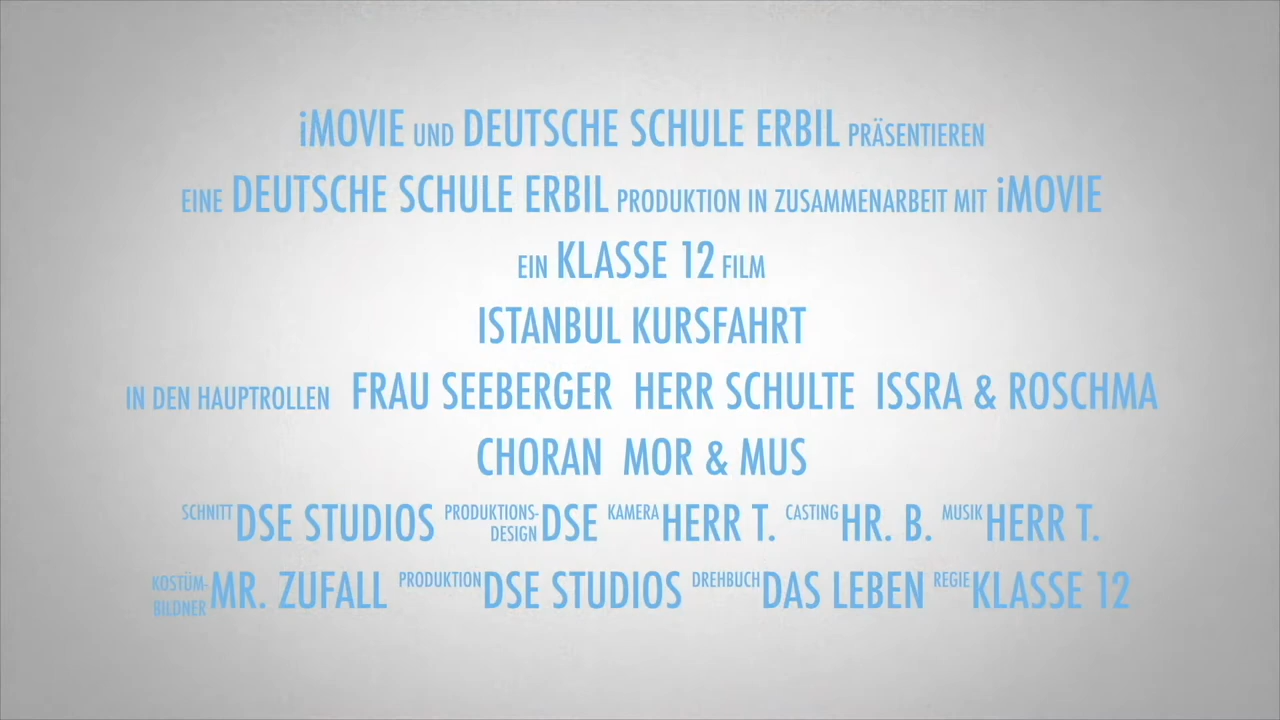 iMOVIE UND DEUTSCHE SCHULE ERBIL PRÄSENTIEREN
EINE DEUTSCHE SCHULE ERBIL PRODUKTION IN ZUSAMMENARBEIT MIT iMOVIE
EIN KLASSE 12 FILM
ISTANBUL KURSFAHRT
IN DEN HAUPTROLLEN FRAU SEEBERGER HERR SCHULTE ISSRA & ROSCHMA
CHORAN MOR & MUS
SCHNITT DSE STUDIOS PRODUKTIONS-DESIGN DSE KAMERA HERR T. CASTING HR. B. MUSIK HERR T.
KOSTÜM-BILDNER MR. ZUFALL PRODUKTION DSE STUDIOS DREHBUCH DAS LEBEN REGIE KLASSE 12